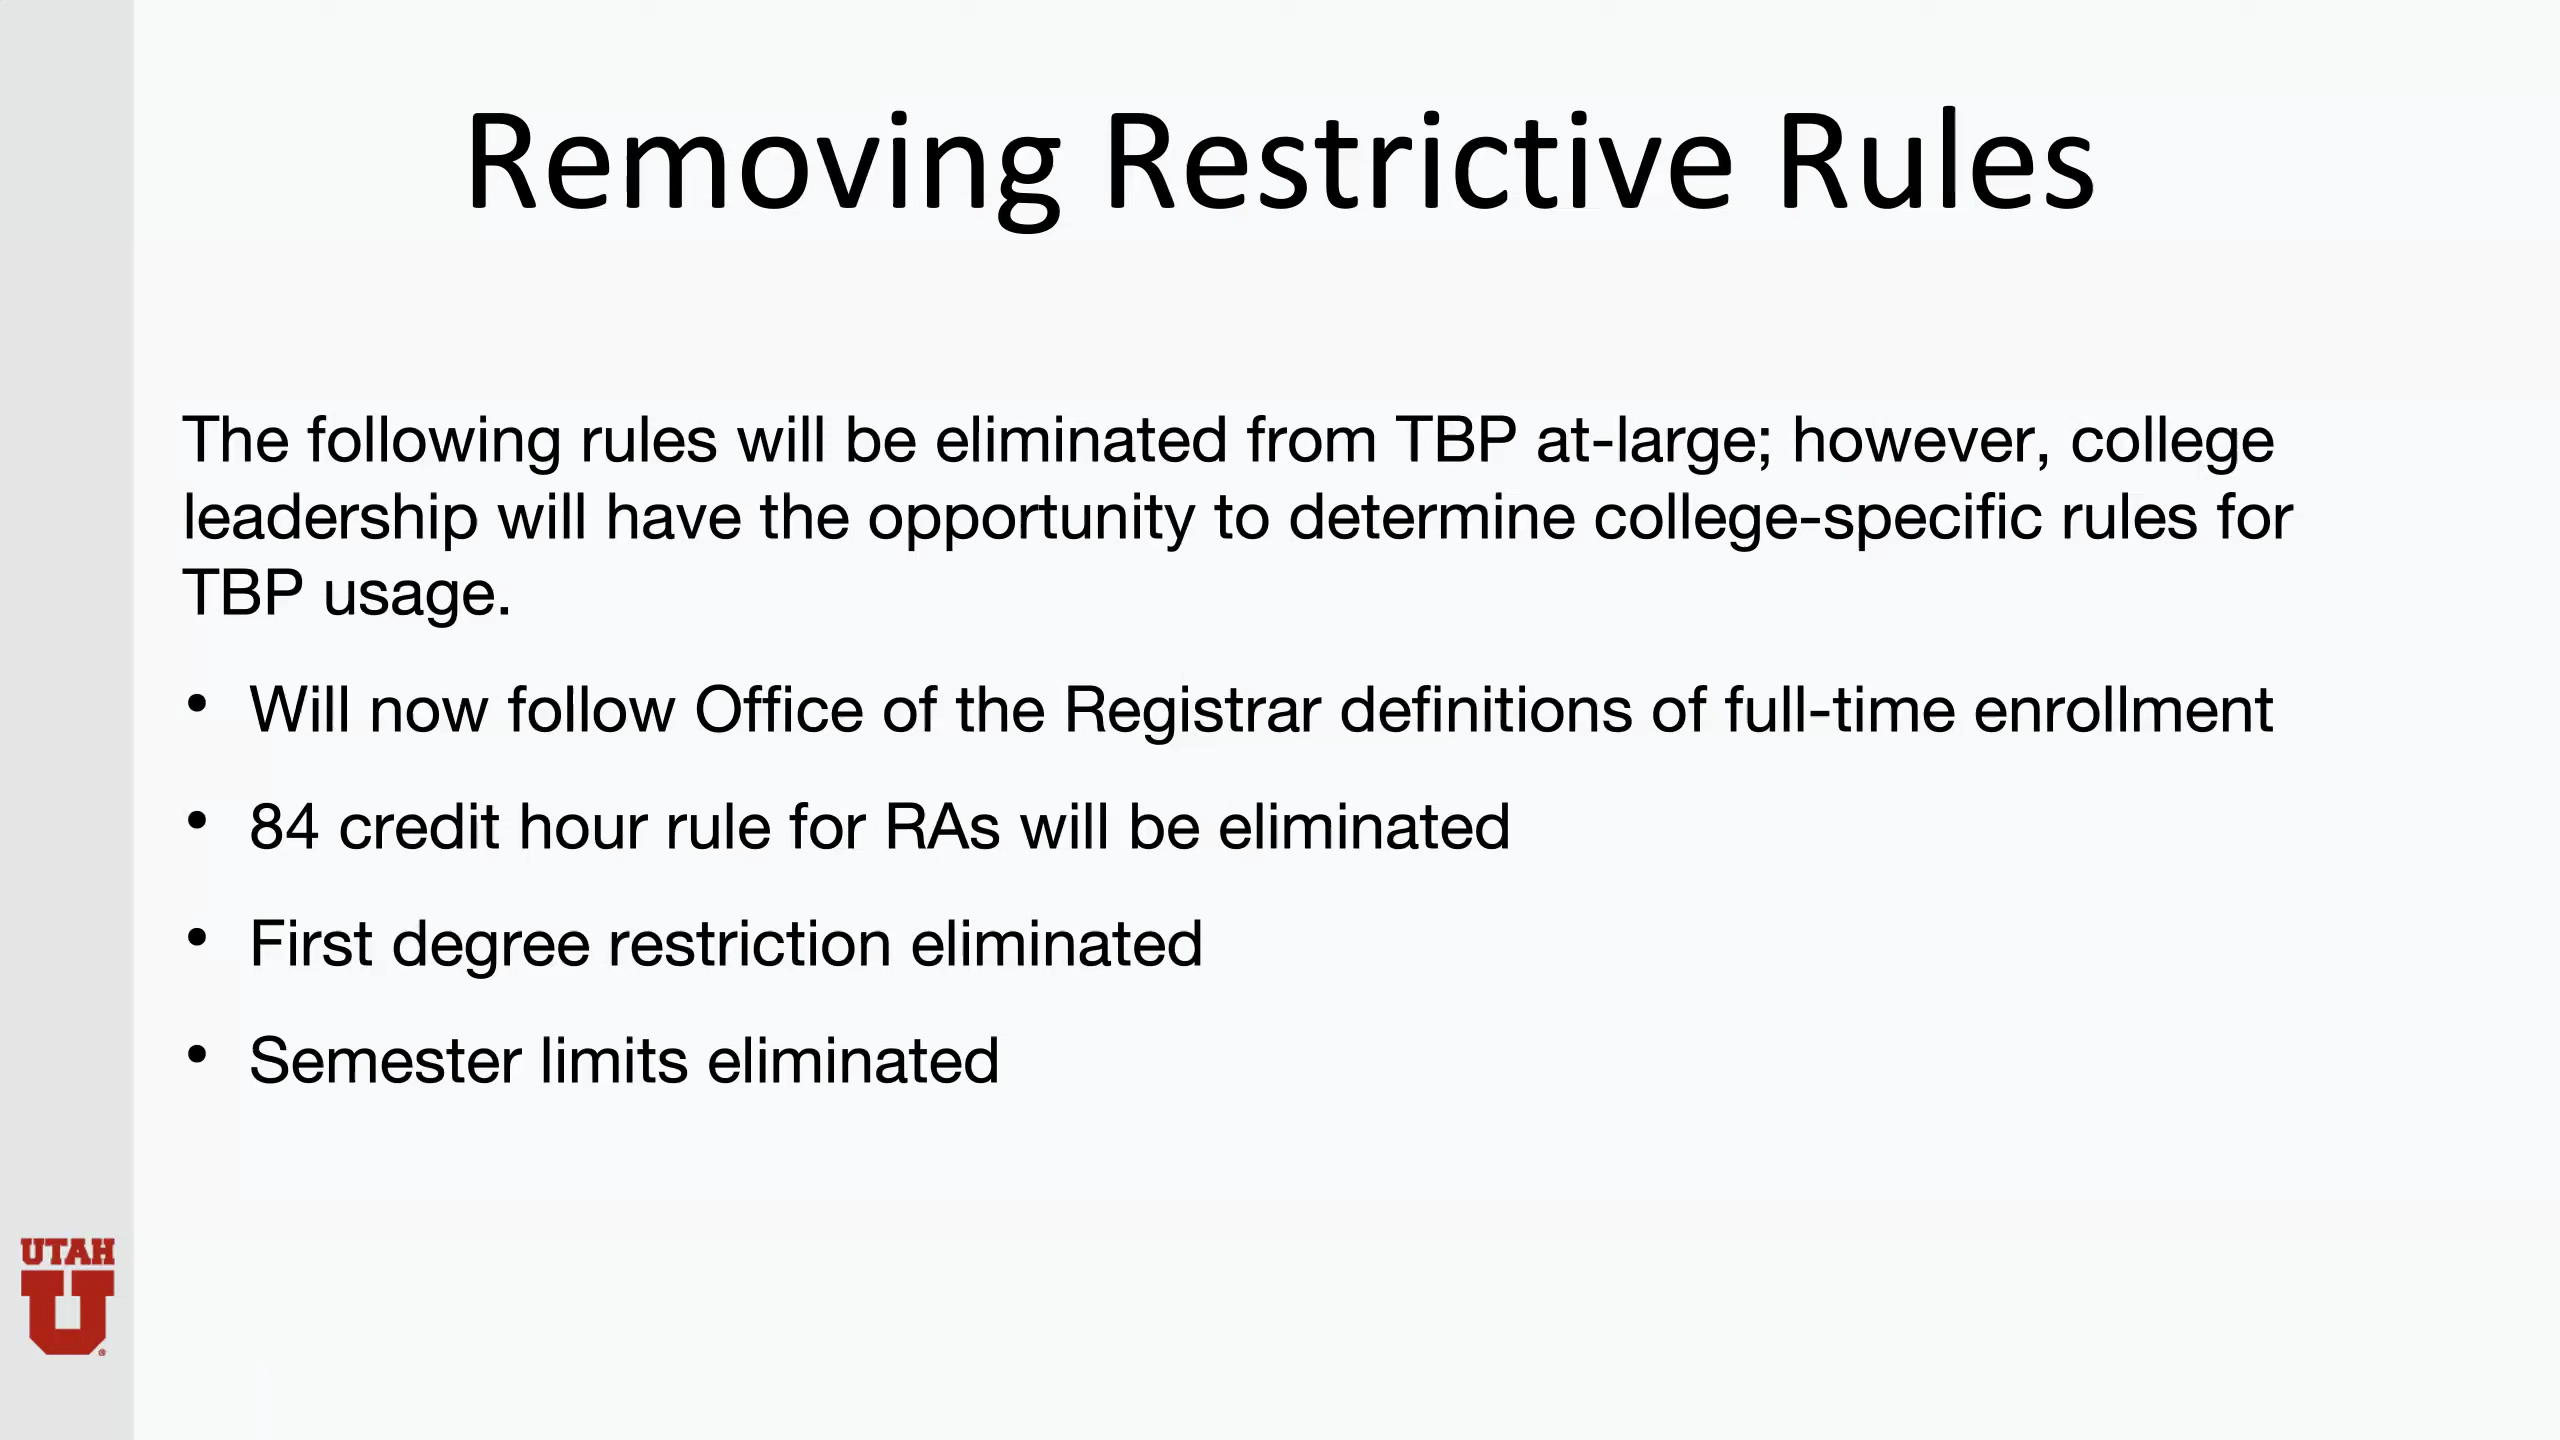 Removing Restrictive Rules
The following rules will be eliminated from TBP at-large; however, college
leadership will have the opportunity to determine college-specific rules for
TBP usage.
• Will now follow Office of the Registrar definitions of full-time enrollment
• 84 credit hour rule for RAs will be eliminated
• First degree restriction eliminated
• Semester limits eliminated
UTAH
U
®